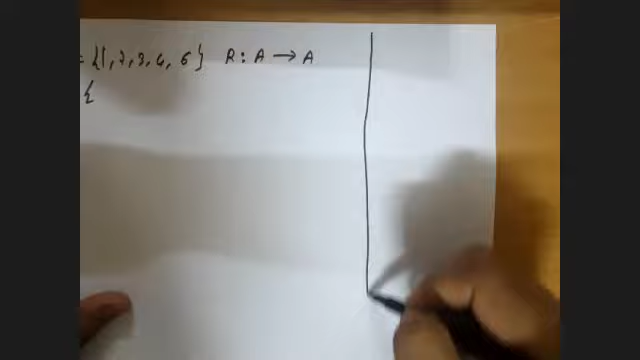 = {1, 2, 3, 4, 6} R : A → A
{